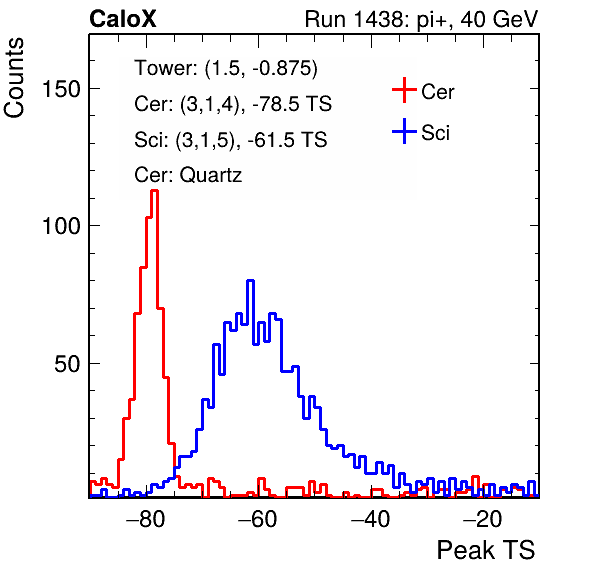 CaloX Run 1438: pi+, 40 GeV
Counts
Tower: (1.5, -0.875)
Cer: (3,1,4), -78.5 TS
Sci: (3,1,5), -61.5 TS
Cer: Quartz
Cer
Sci
150
100
50
−80 −60 −40 −20
Peak TS